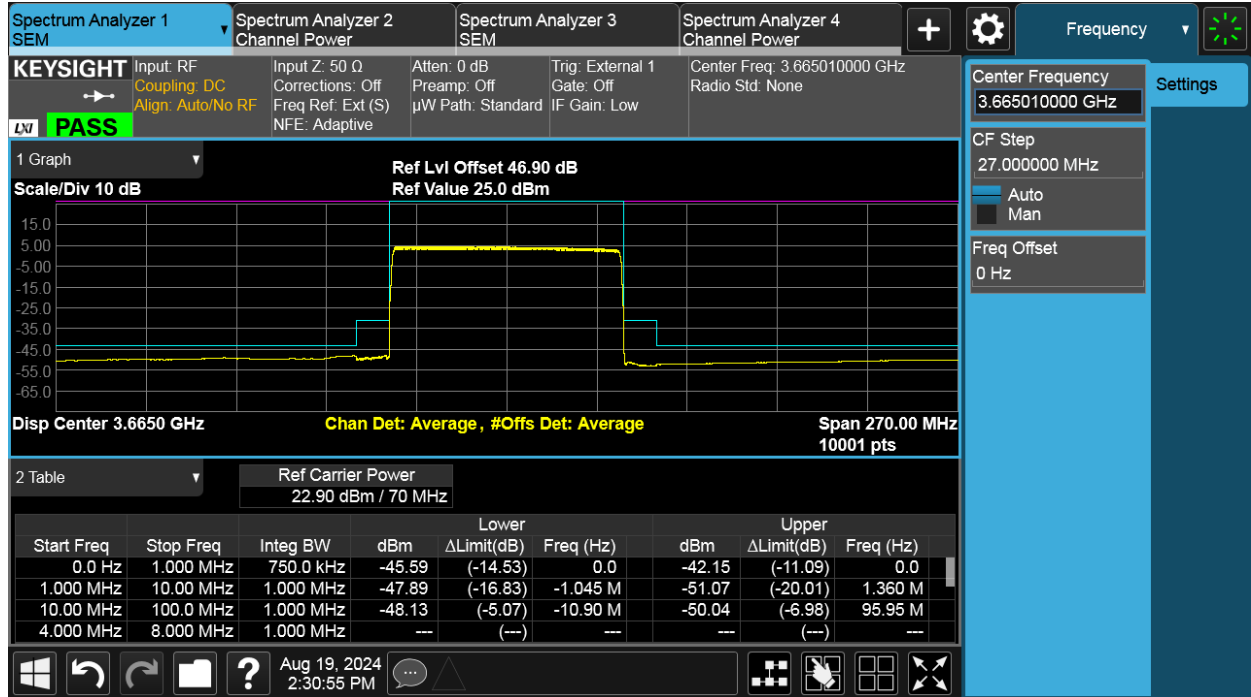 Spectrum Analyzer 1
SEM
Spectrum Analyzer 2
Channel Power
Spectrum Analyzer 3
SEM
Spectrum Analyzer 4
Channel Power
+
Frequency
KEYSIGHT
LXI
PASS
Input: RF
Coupling: DC
Align: Auto/No RF
Input Z: 50 Ω
Corrections: Off
Freq Ref: Ext (S)
NFE: Adaptive
Atten: 0 dB
Preamp: Off
µW Path: Standard
Trig: External 1
Gate: Off
IF Gain: Low
Center Freq: 3.665010000 GHz
Radio Std: None
Center Frequency
3.665010000 GHz
Settings
CF Step
27.000000 MHz
Auto
Man
Freq Offset
0 Hz
1 Graph
Scale/Div 10 dB
Ref Lvl Offset 46.90 dB
Ref Value 25.0 dBm
15.0
5.00
-5.00
-15.0
-25.0
-35.0
-45.0
-55.0
-65.0
Disp Center 3.6650 GHz
Chan Det: Average , #Offs Det: Average
Span 270.00 MHz
10001 pts
2 Table
Ref Carrier Power
22.90 dBm / 70 MHz
Lower Upper
Start Freq Stop Freq Integ BW dBm ΔLimit(dB) Freq (Hz) dBm ΔLimit(dB) Freq (Hz)
0.0 Hz 1.000 MHz 750.0 kHz -45.59 (-14.53) 0.0 -42.15 (-11.09) 0.0
1.000 MHz 10.00 MHz 1.000 MHz -47.89 (-16.83) -1.045 M -51.07 (-20.01) 1.360 M
10.00 MHz 100.0 MHz 1.000 MHz -48.13 (-5.07) -10.90 M -50.04 (-6.98) 95.95 M
4.000 MHz 8.000 MHz 1.000 MHz --- (---) --- --- (---) ---
?
Aug 19, 2024
2:30:55 PM